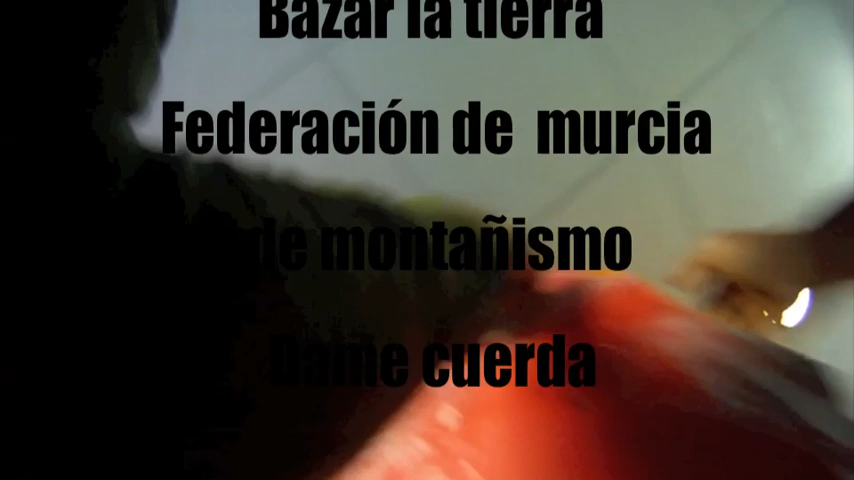 Bazar la tierra
Federación de murcia
de montañismo
Dame cuerda